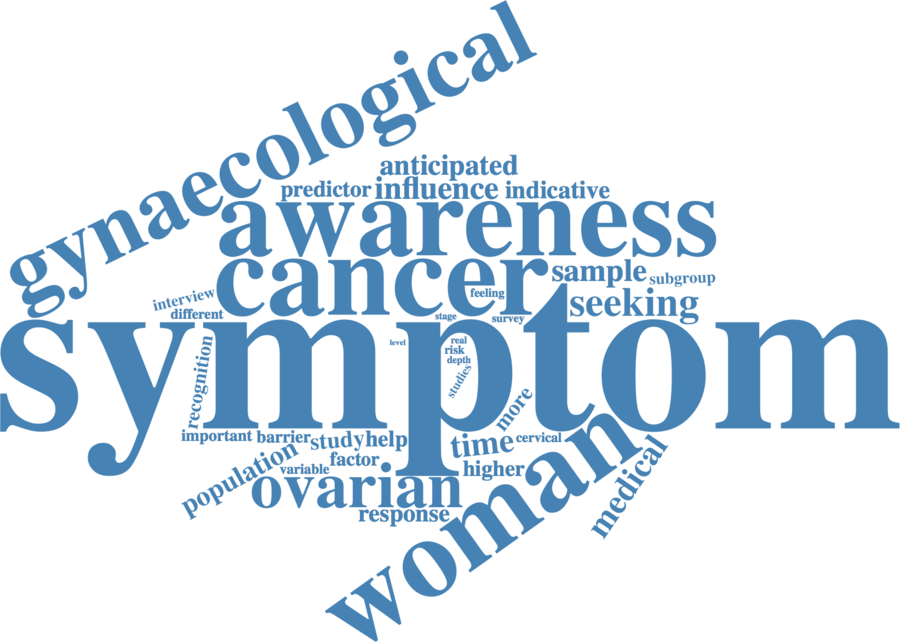 gynaecological
anticipated
predictor influence indicative
awareness
cancer
sample
subgroup
feeling
seeking
interview
different
stage
survey
symptom
level
real
risk
depth
studies
recognition
more
important barrier study help
time
cervical
population
factor
variable
higher
medical
ovarian
response
woman